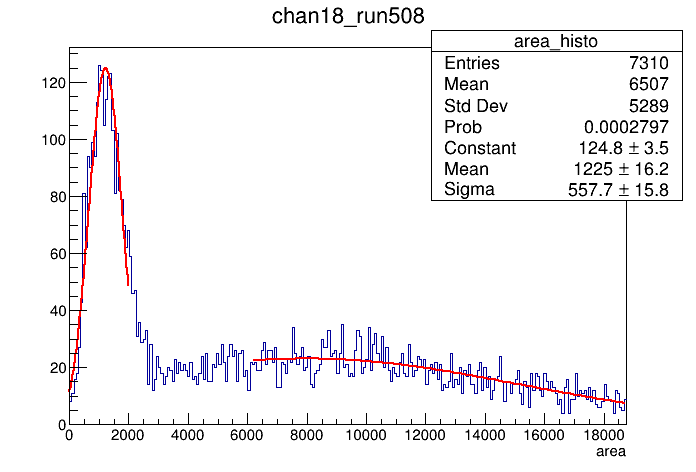 chan18_run508
area_histo
Entries 7310
Mean 6507
Std Dev 5289
Prob 0.0002797
Constant 124.8 ± 3.5
Mean 1225 ± 16.2
Sigma 557.7 ± 15.8
120
100
80
60
40
20
0
0 2000 4000 6000 8000 10000 12000 14000 16000 18000
area